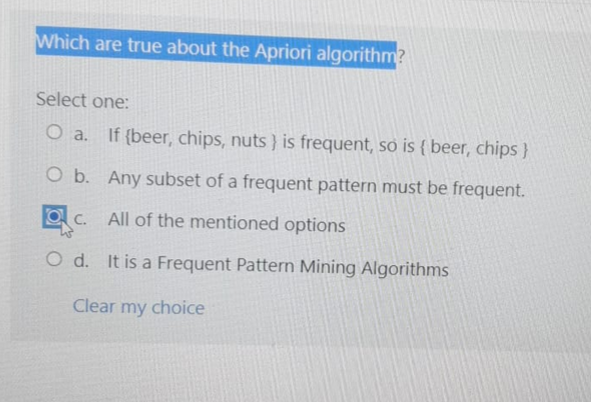 Which are true about the Apriori algorithm?
Select one:
a. If {beer, chips, nuts } is frequent, so is { beer, chips }
b. Any subset of a frequent pattern must be frequent.
c. All of the mentioned options
d. It is a Frequent Pattern Mining Algorithms
Clear my choice